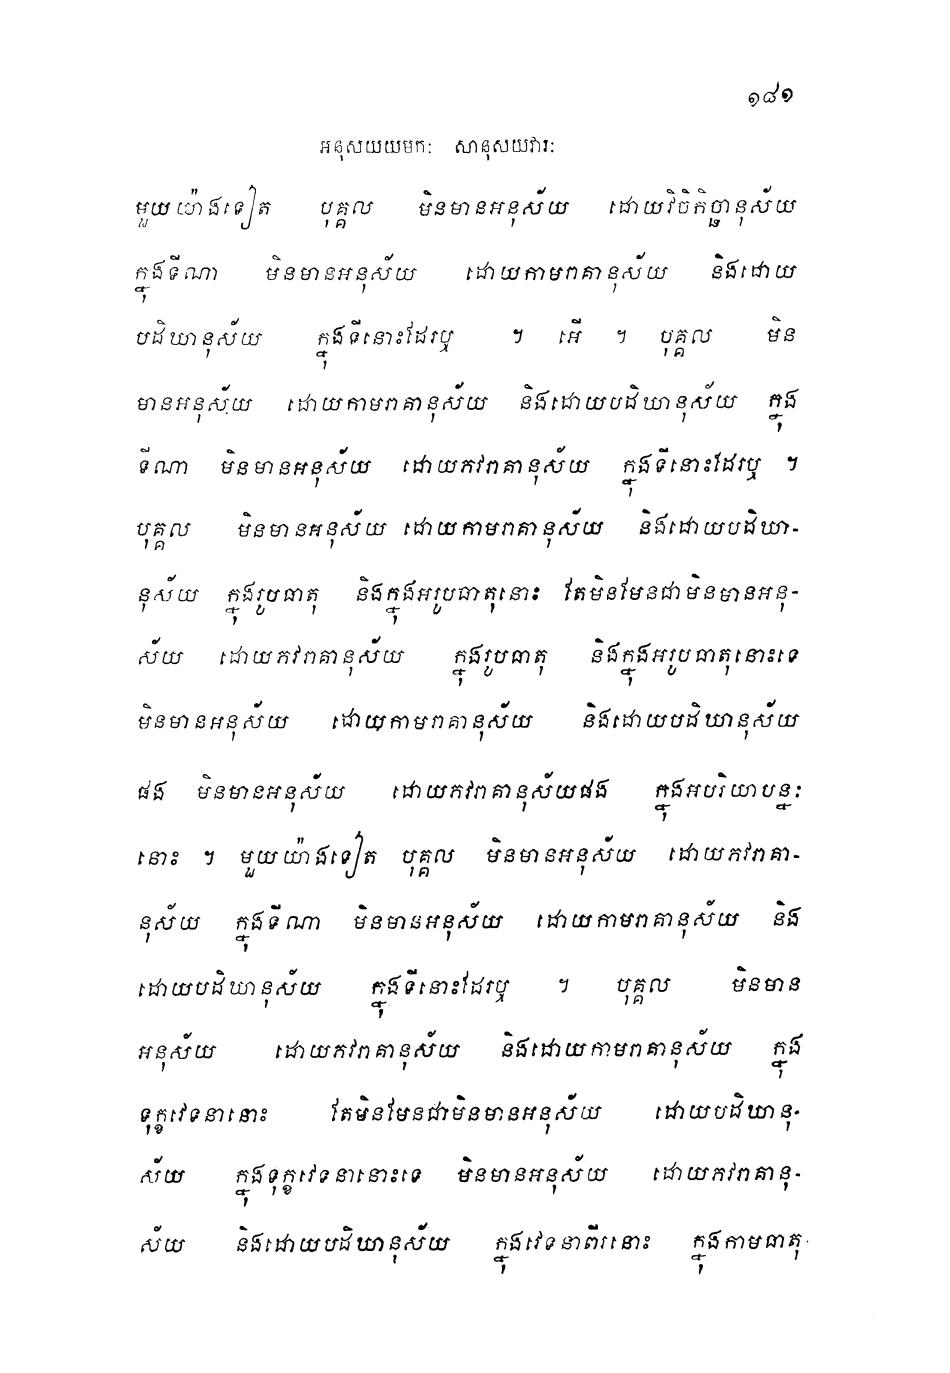 ១៨១
អនុសយយមក: សានុសយវារ:
មួយយ៉ាងទៀត បុគ្គល មិនមានអនុស័យ ដោយវិចិកិច្ឆានុស័យ
ក្នុងទីណា មិនមានអនុស័យ ដោយកាមរាគានុស័យ និងដោយ
បដិឃានុស័យ ក្នុងទីនោះដែរឬ ។ អើ ។ បុគ្គល មិន
មានអនុស័យ ដោយកាមរាគានុស័យ និងដោយបដិឃានុស័យ ក្នុង
ទីណា មិនមានអនុស័យ ដោយភវរាគានុស័យ ក្នុងទីនោះដែរឬ ។
បុគ្គល មិនមានអនុស័យ ដោយកាមរាគានុស័យ និងដោយបដិឃា-
នុស័យ ក្នុងរូបធាតុ និងក្នុងអរូបធាតុនោះ តែមិនមែនជាមិនមានអនុ-
ស័យ ដោយភវរាគានុស័យ ក្នុងរូបធាតុ និងក្នុងអរូបធាតុនោះទេ
មិនមានអនុស័យ ដោយកាមរាគានុស័យ និងដោយបដិឃានុស័យ
ផង មិនមានអនុស័យ ដោយភវរាគានុស័យផង ក្នុងអបរិយាបន្នៈ
នោះ ។ មួយយ៉ាងទៀត បុគ្គល មិនមានអនុស័យ ដោយភវរាគា-
នុស័យ ក្នុងទីណា មិនមានអនុស័យ ដោយកាមរាគានុស័យ និង
ដោយបដិឃានុស័យ ក្នុងទីនោះដែរឬ ។ បុគ្គល មិនមាន
អនុស័យ ដោយភវរាគានុស័យ និងដោយកាមរាគានុស័យ ក្នុង
ទុក្ខវេទនានោះ តែមិនមែនជាមិនមានអនុស័យ ដោយបដិឃានុ-
ស័យ ក្នុងទុក្ខវេទនានោះទេ មិនមានអនុស័យ ដោយភវរាគានុ-
ស័យ និងដោយបដិឃានុស័យ ក្នុងវេទនាពីរនោះ ក្នុងកាមធាតុ